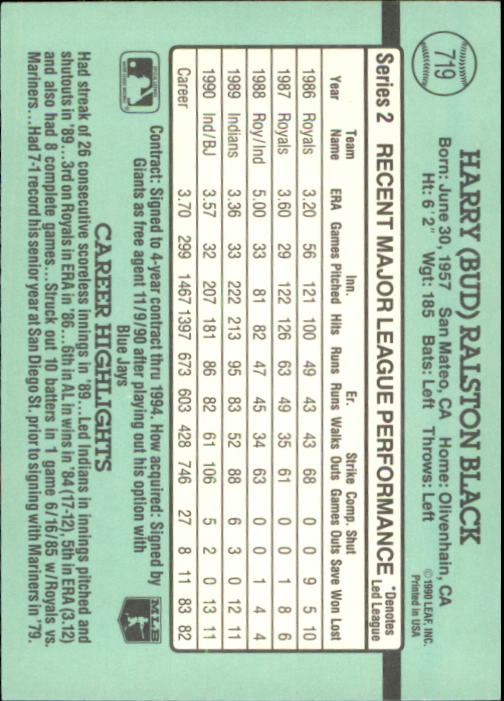 719
HARRY (BUD) RALSTON BLACK
Born: June 30, 1957 San Mateo, CA Home: Olivenhain, CA
Ht: 6' 2" Wgt: 185 Bats: Left Throws: Left
©1990 LEAF, INC.
Printed in USA
Series 2 RECENT MAJOR LEAGUE PERFORMANCE *Denotes Led League
Team Inn. Er. Strike Comp. Shut
Year Name ERA Games Pitched Hits Runs Runs Walks Outs Games Outs Save Won Lost
1986 Royals 3.20 56 121 100 49 43 43 68 0 0 9 5 10
1987 Royals 3.60 29 122 126 63 49 35 61 0 0 1 8 6
1988 Roy/Ind 5.00 33 81 82 47 45 34 63 0 0 1 4 4
1989 Indians 3.36 33 222 213 95 83 52 88 6 3 0 12 11
1990 Ind/BJ 3.57 32 207 181 86 82 61 106 5 2 0 13 11
Career 3.70 299 1467 1397 673 603 428 746 27 8 11 83 82
Contract: Signed to 4-year contract thru 1994. How acquired: Signed by
Giants as free agent 11/9/90 after playing out his option with
Blue Jays
MLB
CAREER HIGHLIGHTS
Had streak of 26 consecutive scoreless innings in '89...Led Indians in innings pitched and
shutouts in '89...3rd on Royals in ERA in '86...6th in AL in wins in '84 (17-12), 5th in ERA (3.12)
and also had 8 complete games...Struck out 10 batters in 1 game 6/16/85 w/Royals vs.
Mariners...Had 7-1 record his senior year at San Diego St. prior to signing with Mariners in '79.